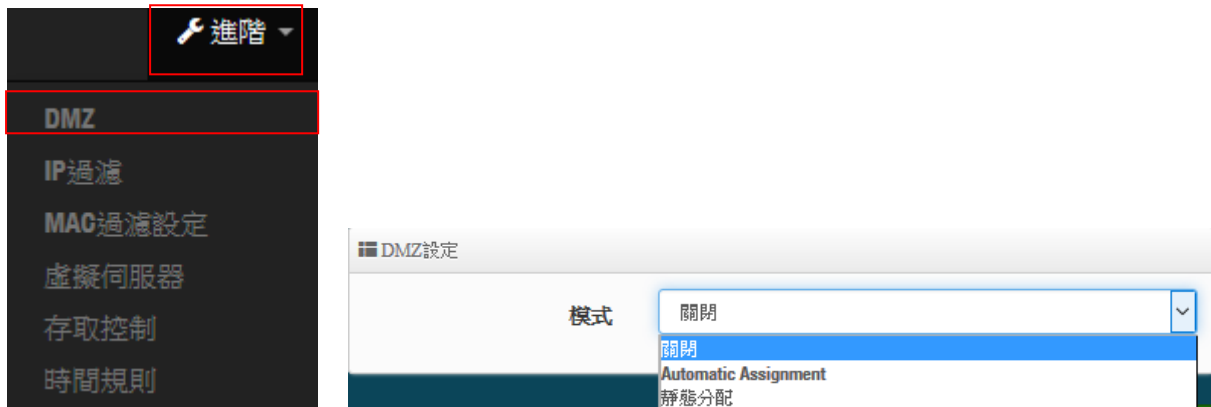 進階
DMZ
IP過濾
MAC過濾設定
虛擬伺服器
存取控制
時間規則
DMZ設定
模式
關閉
關閉
Automatic Assignment
靜態分配